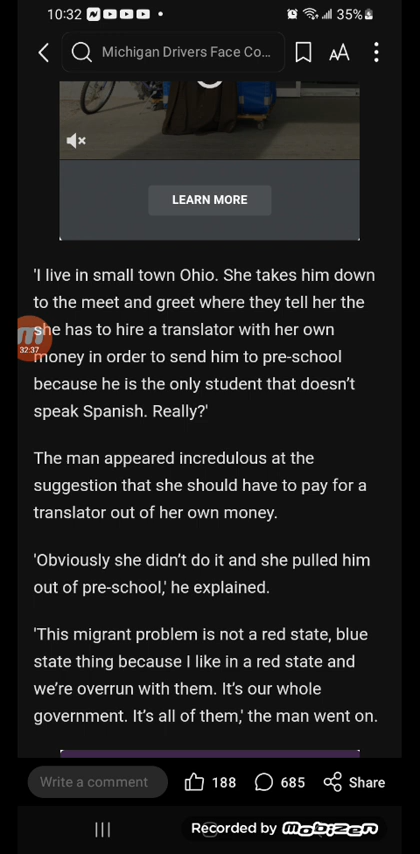 10:32
35%
Michigan Drivers Face Co...
AA
LEARN MORE
'I live in small town Ohio. She takes him down
to the meet and greet where they tell her the
she has to hire a translator with her own
money in order to send him to pre-school
because he is the only student that doesn’t
speak Spanish. Really?'
32:37
The man appeared incredulous at the
suggestion that she should have to pay for a
translator out of her own money.
'Obviously she didn’t do it and she pulled him
out of pre-school,' he explained.
'This migrant problem is not a red state, blue
state thing because I like in a red state and
we’re overrun with them. It’s our whole
government. It’s all of them,' the man went on.
Write a comment
188
685
Share
Recorded by mobizen